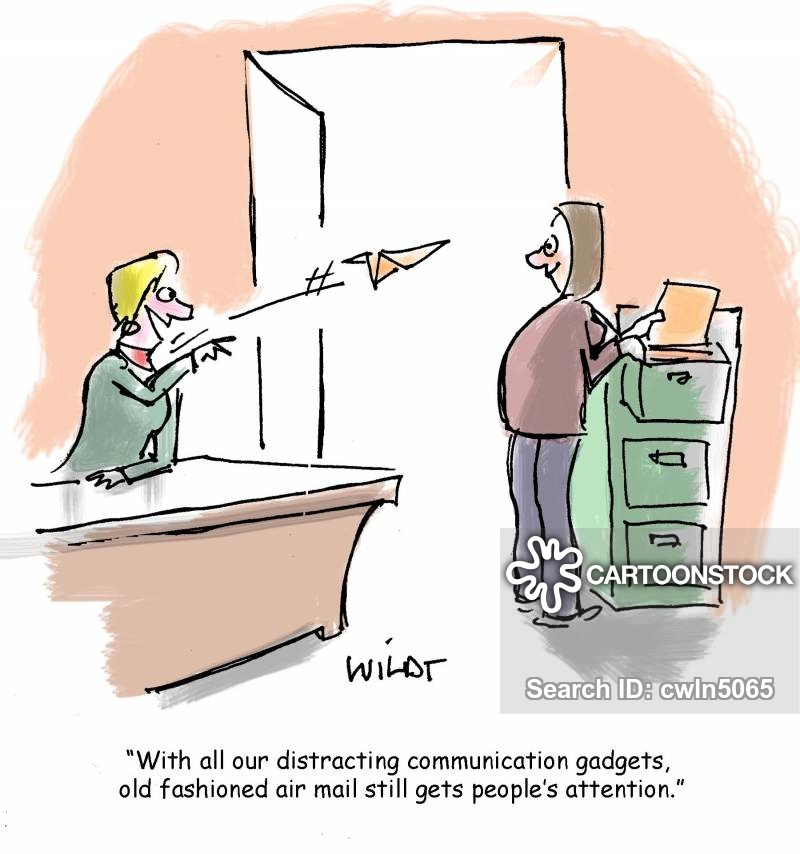 WILDT
CARTOONSTOCK
Search ID: cwln5065
“With all our distracting communication gadgets,
old fashioned air mail still gets people’s attention.”